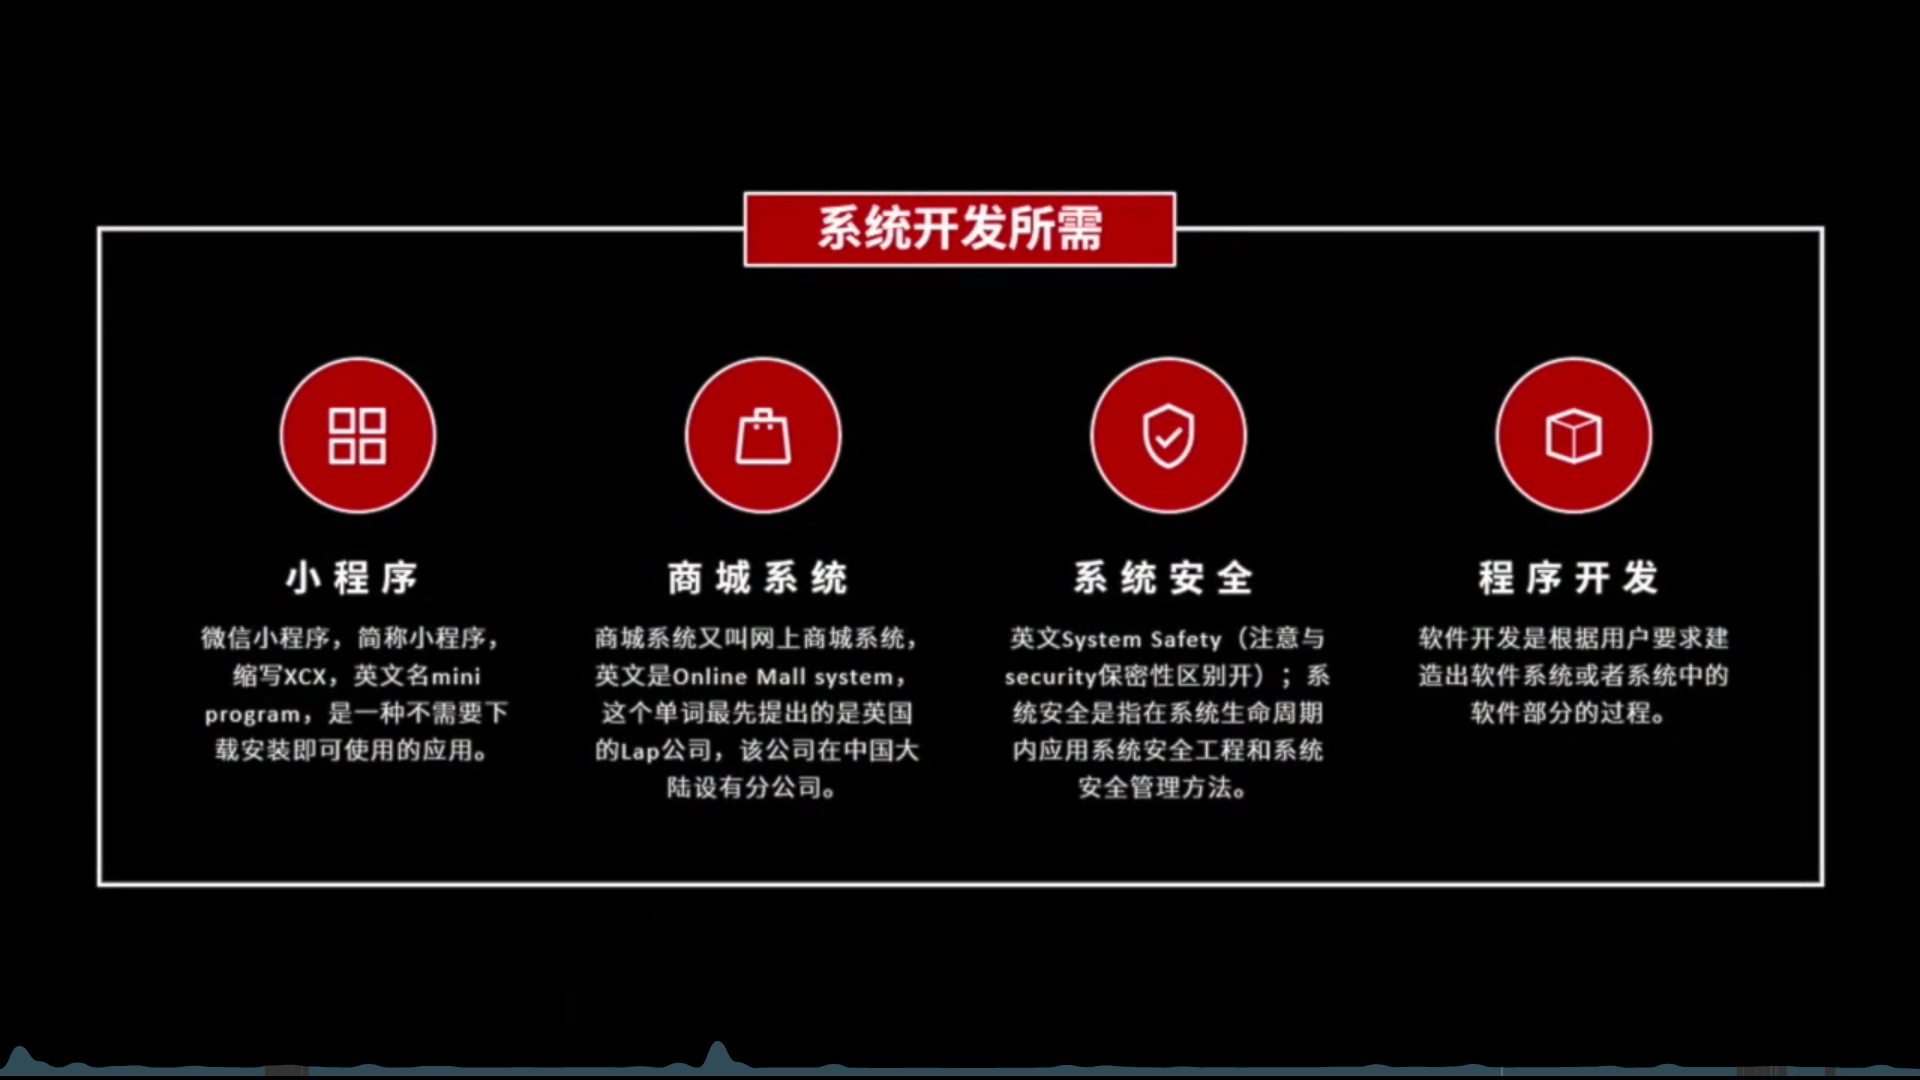 系统开发所需
小程序
微信小程序，简称小程序，
缩写XCX，英文名mini
program，是一种不需要下
载安装即可使用的应用。
商城系统
商城系统又叫网上商城系统，
英文是Online Mall system，
这个单词最先提出的是英国
的Lap公司，该公司在中国大
陆设有分公司。
系统安全
英文System Safety（注意与
security保密性区别开）；系
统安全是指在系统生命周期
内应用系统安全工程和系统
安全管理方法。
程序开发
软件开发是根据用户要求建
造出软件系统或者系统中的
软件部分的过程。